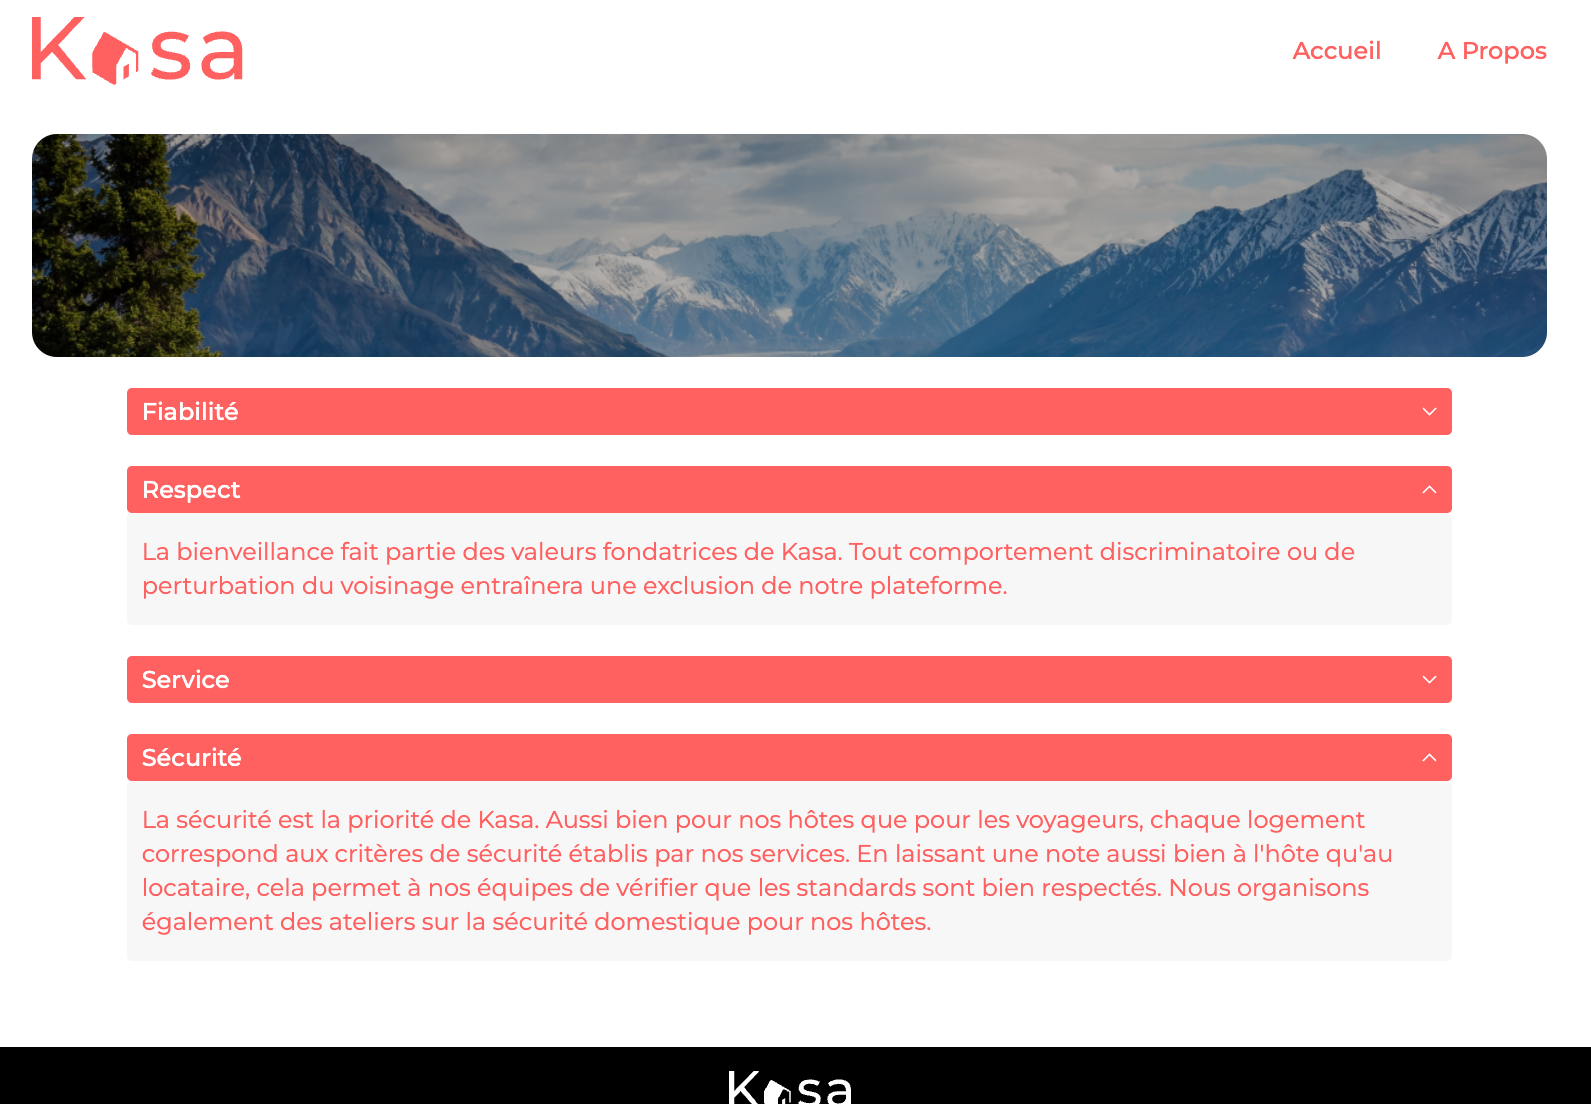 Kasa
Accueil
A Propos
Fiabilité
Respect
La bienveillance fait partie des valeurs fondatrices de Kasa. Tout comportement discriminatoire ou de
perturbation du voisinage entraînera une exclusion de notre plateforme.
Service
Sécurité
La sécurité est la priorité de Kasa. Aussi bien pour nos hôtes que pour les voyageurs, chaque logement
correspond aux critères de sécurité établis par nos services. En laissant une note aussi bien à l'hôte qu'au
locataire, cela permet à nos équipes de vérifier que les standards sont bien respectés. Nous organisons
également des ateliers sur la sécurité domestique pour nos hôtes.
Kasa